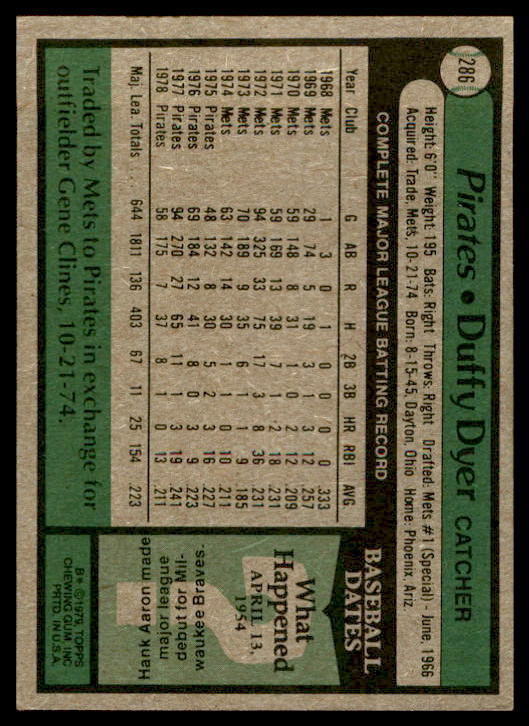 286
Pirates • Duffy Dyer CATCHER
Height: 6'0" Weight: 195 Bats: Right Throws: Right Drafted: Mets #1 (Special) - June, 1966
Acquired: Trade, Mets, 10-21-74 Born: 8-15-45, Dayton, Ohio Home: Phoenix, Ariz.
COMPLETE MAJOR LEAGUE BATTING RECORD
Year Club G AB R H 2B 3B HR RBI AVG
1968 Mets 1 3 0 1 1 0 0 0 .333
1969 Mets 29 74 5 19 3 1 3 12 .257
1970 Mets 59 148 8 31 1 0 2 12 .209
1971 Mets 59 169 13 39 7 1 2 18 .231
1972 Mets 94 325 33 75 17 3 8 36 .231
1973 Mets 70 189 9 35 6 1 1 9 .185
1974 Mets 63 142 14 30 1 1 0 10 .211
1975 Pirates 48 132 8 30 5 2 3 16 .227
1976 Pirates 69 184 12 41 8 0 3 9 .223
1977 Pirates 94 270 27 65 11 1 3 19 .241
1978 Pirates 58 175 7 37 8 1 0 13 .211
Maj. Lea. Totals . . . 644 1811 136 403 67 11 25 154 .223
Traded by Mets to Pirates in exchange for
outfielder Gene Clines, 10-21-74.
BASEBALL
DATES
What
Happened
APRIL 13,
1954
?
Hank Aaron made
major league
debut for Mil-
waukee Braves.
B* © 1979, TOPPS
CHEWING GUM, INC.
PRTD. IN U.S.A.